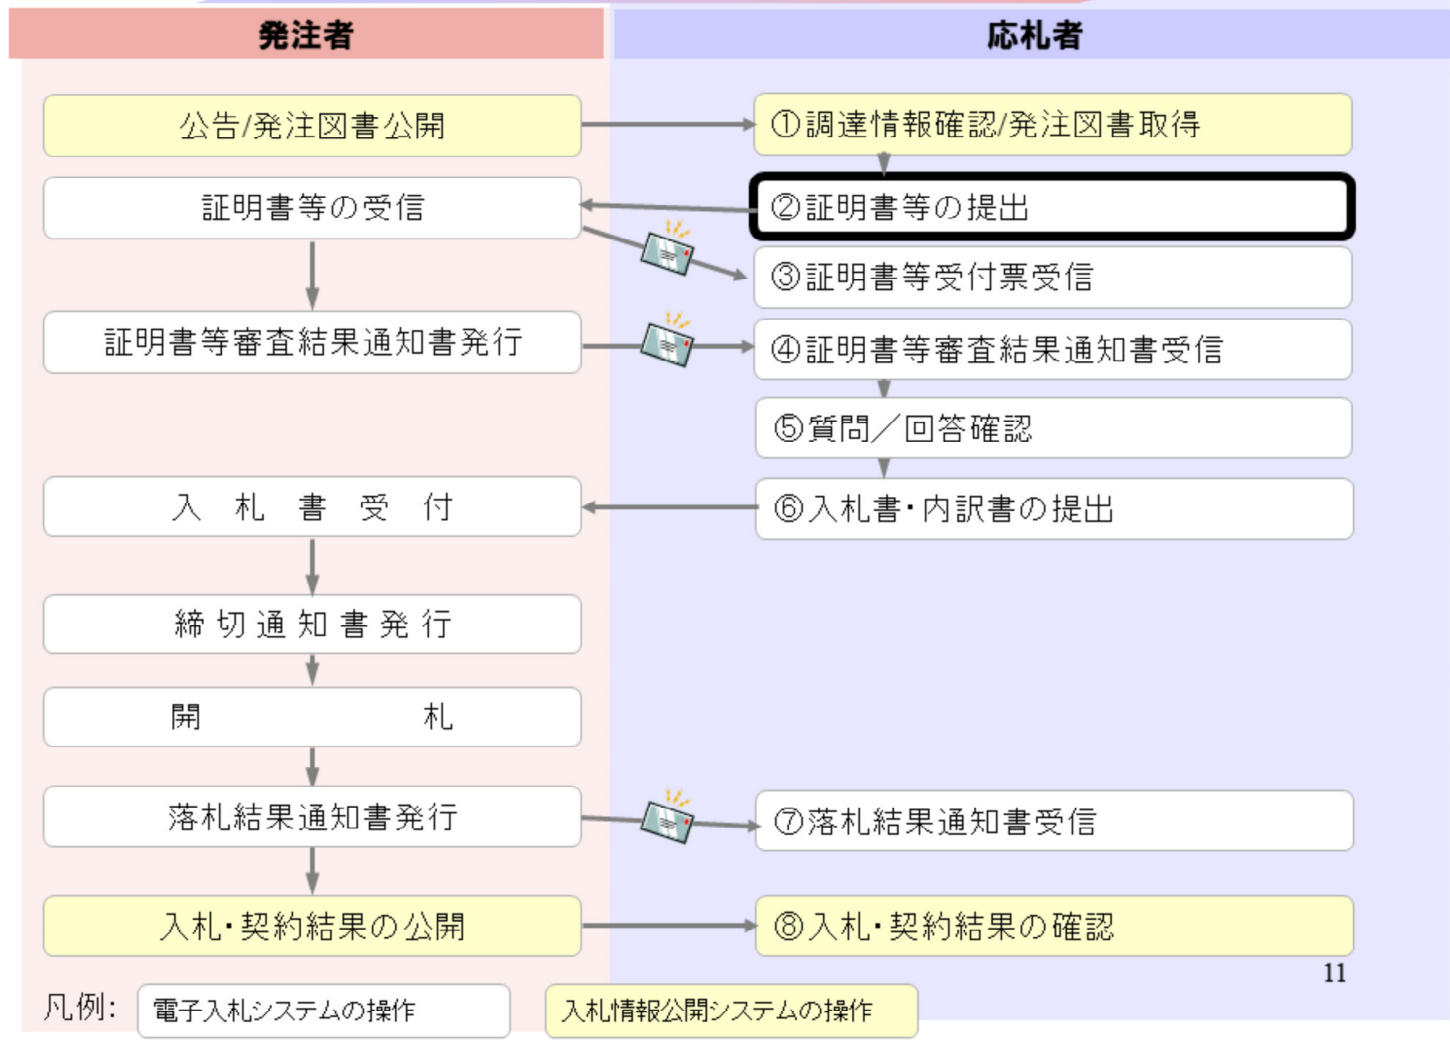 発注者
応札者
公告/発注図書公開
①調達情報確認/発注図書取得
証明書等の受信
②証明書等の提出
③証明書等受付票受信
証明書等審査結果通知書発行
④証明書等審査結果通知書受信
⑤質問／回答確認
入札書受付
⑥入札書・内訳書の提出
締切通知書発行
開札
落札結果通知書発行
⑦落札結果通知書受信
入札・契約結果の公開
⑧入札・契約結果の確認
11
凡例:
電子入札システムの操作
入札情報公開システムの操作